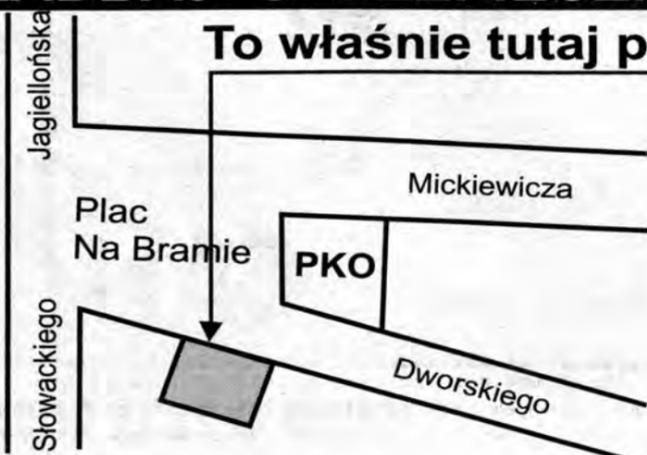 To właśnie tutaj p
Jagiellońska
Mickiewicza
Plac
Na Bramie
PKO
Słowackiego
Dworskiego